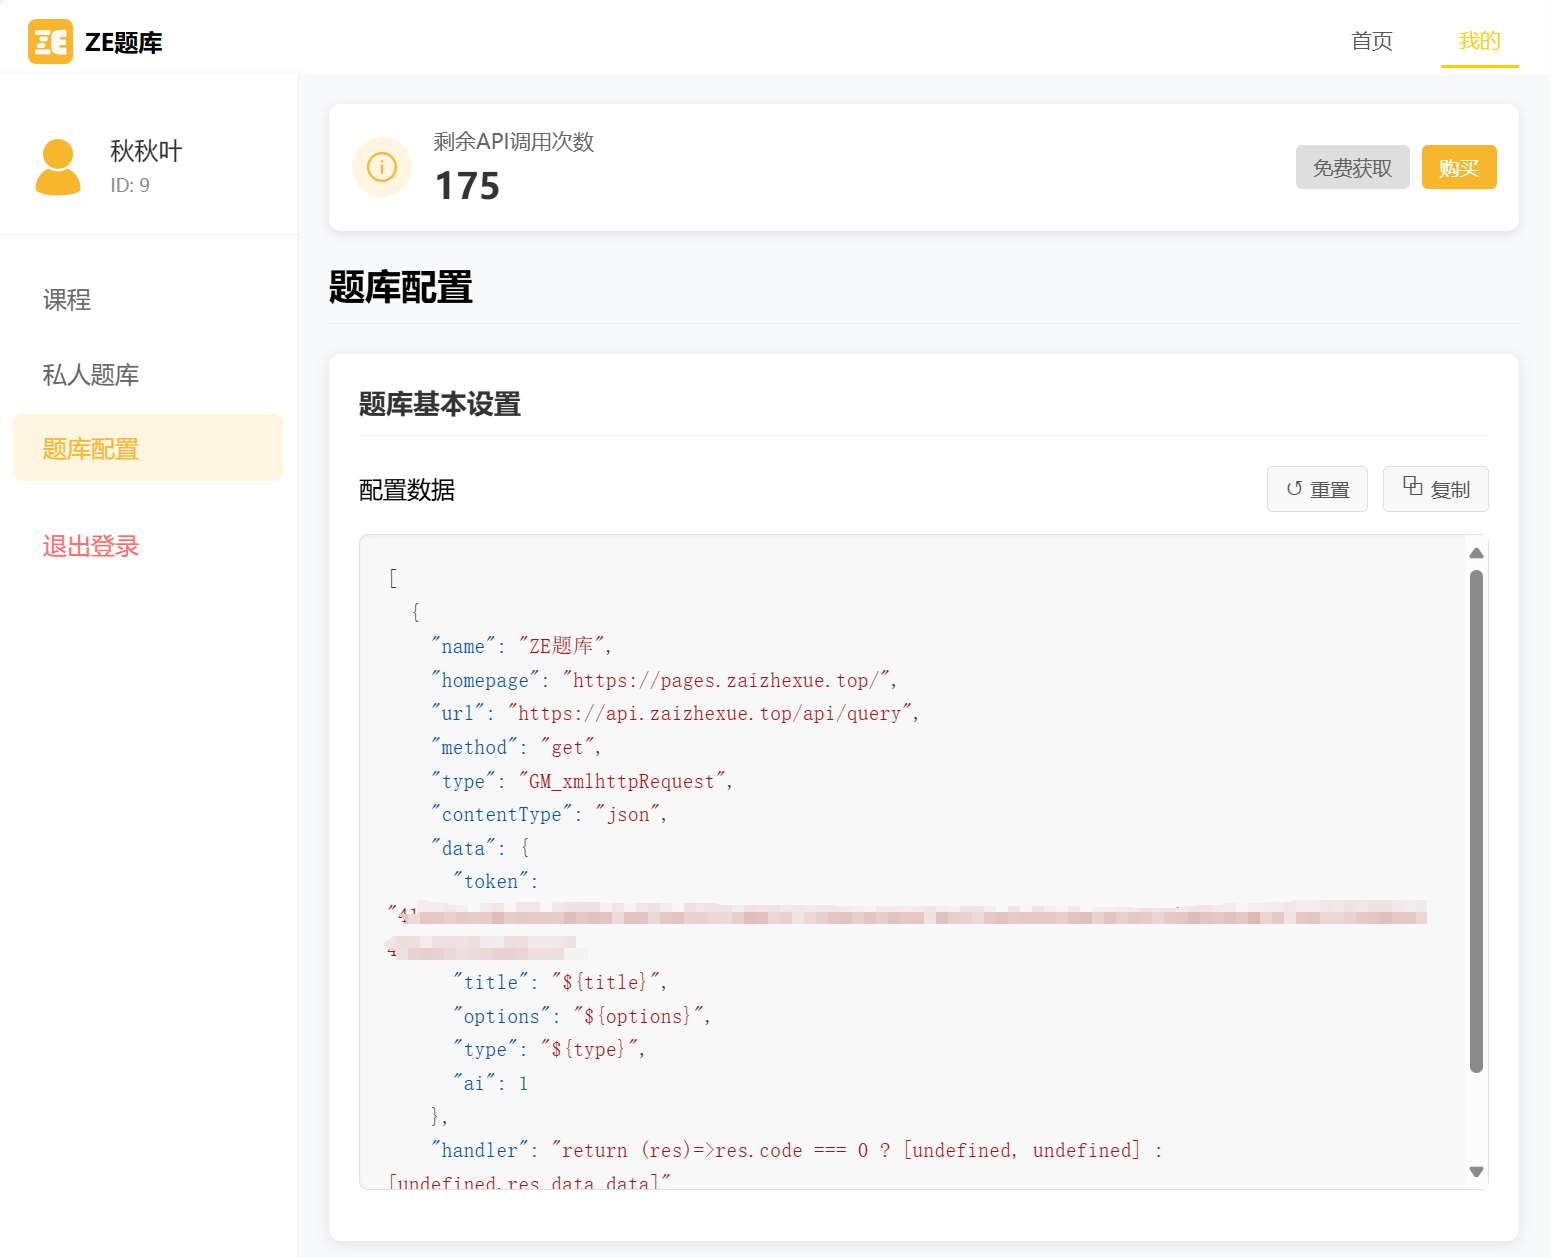 ZE题库
首页
我的
秋秋叶
ID: 9
课程
私人题库
题库配置
退出登录
剩余API调用次数
175
免费获取
购买
题库配置
题库基本设置
配置数据
重置
复制
[
{
"name": "ZE题库",
"homepage": "https://pages.zaizhexue.top/",
"url": "https://api.zaizhexue.top/api/query",
"method": "get",
"type": "GM_xmlhttpRequest",
"contentType": "json",
"data": {
"token":
"title": "${title}",
"options": "${options}",
"type": "${type}",
"ai": 1
},
"handler": "return (res)=>res.code === 0 ? [undefined, undefined] :
[undefined,res.data.data]"